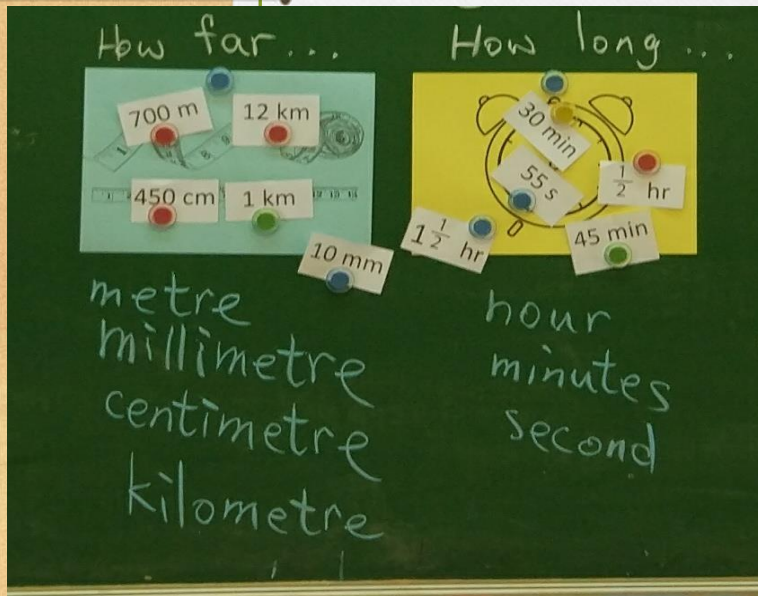 How far...
700 m
12 km
450 cm
1 km
10 mm
metre
millimetre
centimetre
kilometre
How long...
30 min
55 s
1/2 hr
1 1/2 hr
45 min
hour
minutes
second